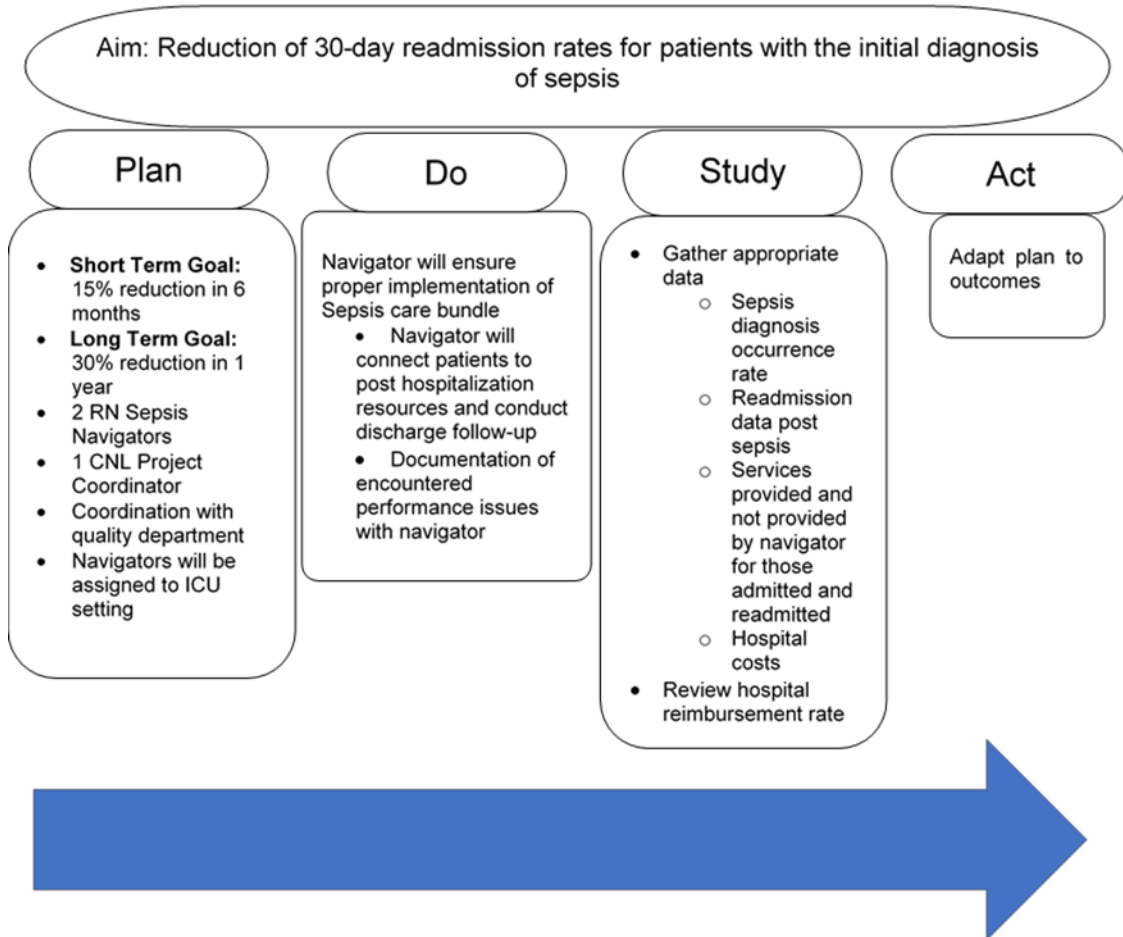 Aim: Reduction of 30-day readmission rates for patients with the initial diagnosis
of sepsis
Plan
• Short Term Goal:
15% reduction in 6
months
• Long Term Goal:
30% reduction in 1
year
• 2 RN Sepsis
Navigators
• 1 CNL Project
Coordinator
• Coordination with
quality department
• Navigators will be
assigned to ICU
setting
Do
Navigator will ensure
proper implementation of
Sepsis care bundle
• Navigator will
connect patients to
post hospitalization
resources and conduct
discharge follow-up
• Documentation of
encountered
performance issues
with navigator
Study
• Gather appropriate
data
○ Sepsis
diagnosis
occurrence
rate
○ Readmission
data post
sepsis
○ Services
provided and
not provided
by navigator
for those
admitted and
readmitted
○ Hospital
costs
• Review hospital
reimbursement rate
Act
Adapt plan to
outcomes